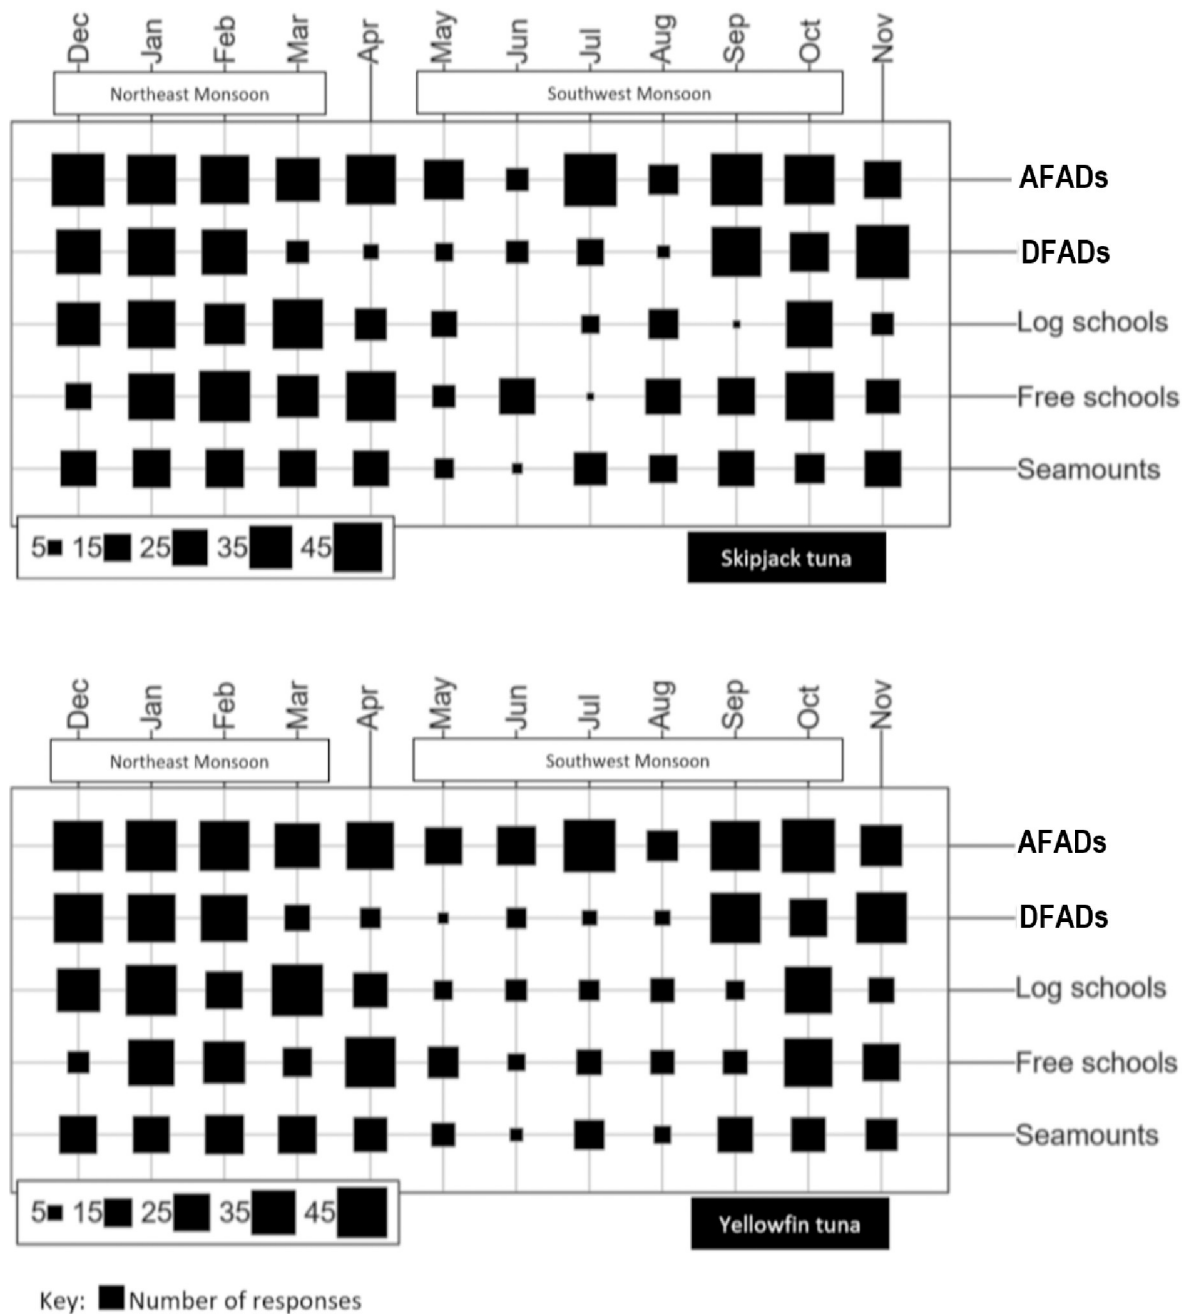 Dec Jan Feb Mar Apr May Jun Jul Aug Sep Oct Nov
Northeast Monsoon Southwest Monsoon
AFADs
DFADs
Log schools
Free schools
Seamounts
5 15 25 35 45
Skipjack tuna
Dec Jan Feb Mar Apr May Jun Jul Aug Sep Oct Nov
Northeast Monsoon Southwest Monsoon
AFADs
DFADs
Log schools
Free schools
Seamounts
5 15 25 35 45
Yellowfin tuna
Key: Number of responses